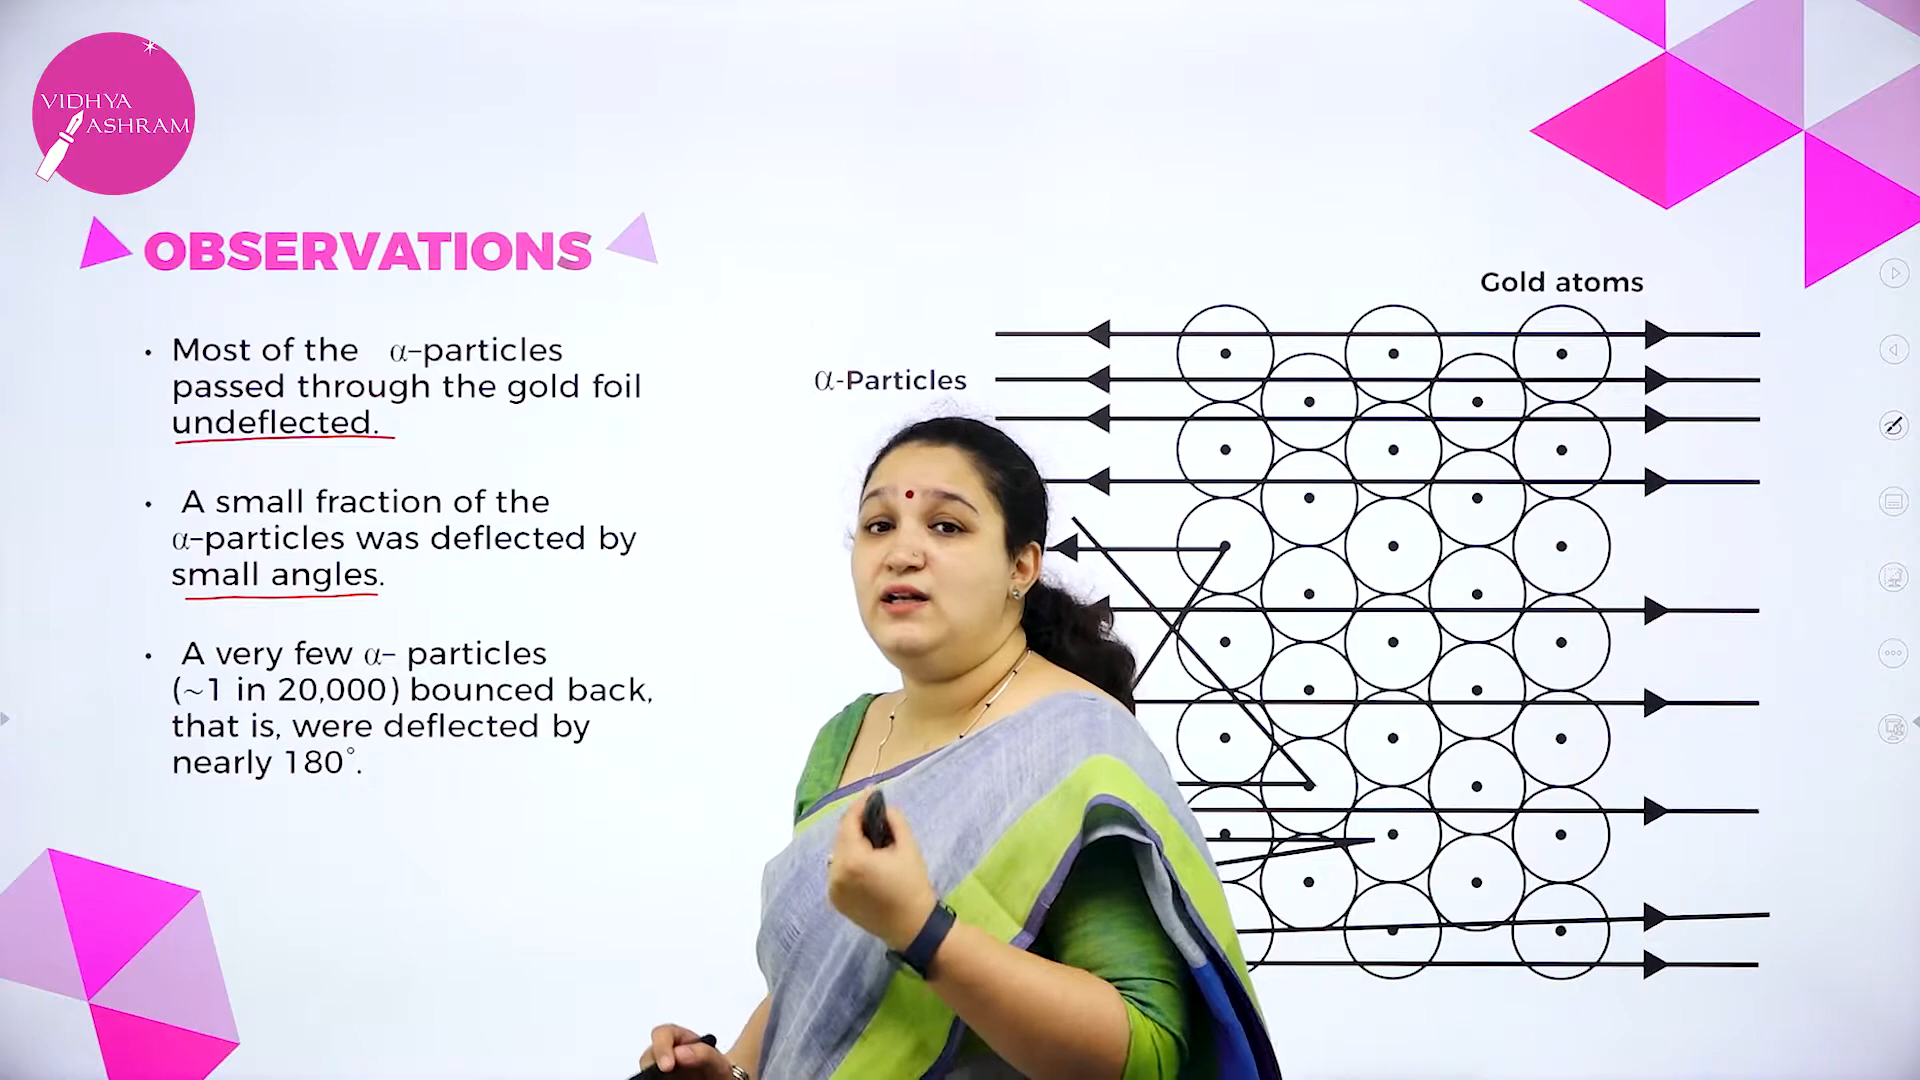 VIDHYA
ASHRAM
OBSERVATIONS
• Most of the α–particles
passed through the gold foil
undeflected.
• A small fraction of the
α–particles was deflected by
small angles.
• A very few α– particles
(~1 in 20,000) bounced back,
that is, were deflected by
nearly 180°.
Gold atoms
α-Particles